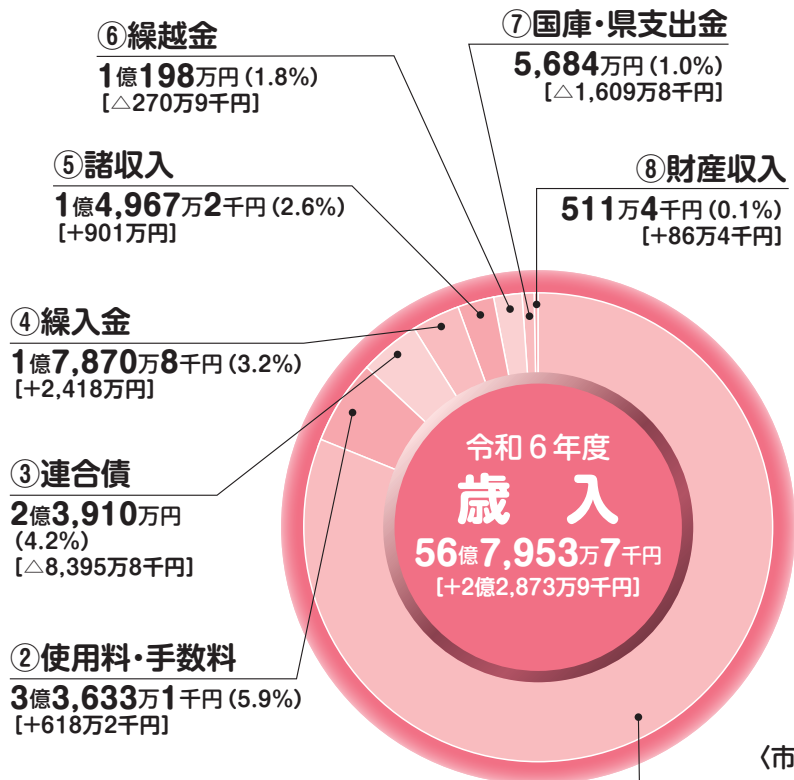 ⑥繰越金
1億198万円(1.8%)
[△270万9千円]
⑦国庫・県支出金
5,684万円(1.0%)
[△1,609万8千円]
⑤諸収入
1億4,967万2千円(2.6%)
[+901万円]
⑧財産収入
511万4千円(0.1%)
[+86万4千円]
④繰入金
1億7,870万8千円(3.2%)
[+2,418万円]
③連合債
2億3,910万円
(4.2%)
[△8,395万8千円]
②使用料・手数料
3億3,633万1千円(5.9%)
[+618万2千円]
令和6年度
歳 入
56億7,953万7千円
[+2億2,873万9千円]
〈市